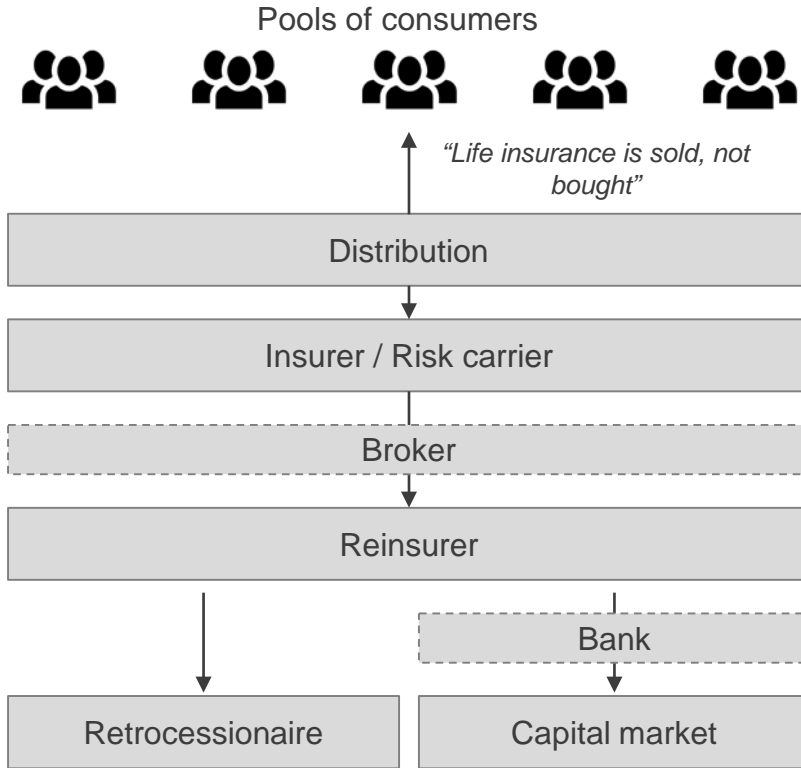 Pools of consumers
“Life insurance is sold, not
bought”
Distribution
Insurer / Risk carrier
Broker
Reinsurer
Bank
Retrocessionaire
Capital market